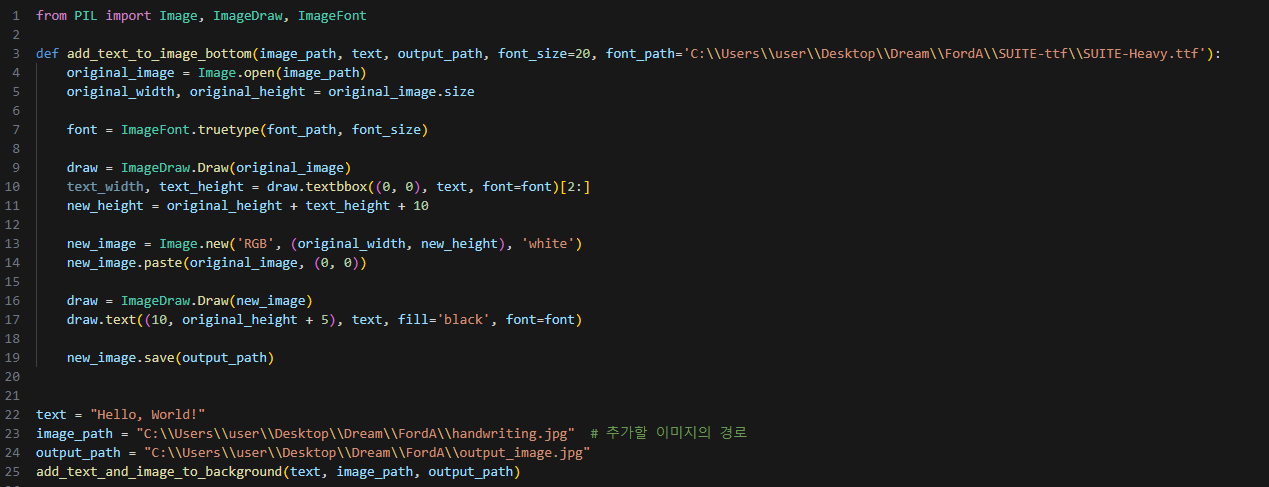 1 from PIL import Image, ImageDraw, ImageFont
2
3 def add_text_to_image_bottom(image_path, text, output_path, font_size=20, font_path='C:\\Users\\user\\Desktop\\Dream\\FordA\\SUITE-ttf\\SUITE-Heavy.ttf'):
4     original_image = Image.open(image_path)
5     original_width, original_height = original_image.size
6
7     font = ImageFont.truetype(font_path, font_size)
8
9     draw = ImageDraw.Draw(original_image)
10     text_width, text_height = draw.textbbox((0, 0), text, font=font)[2:]
11     new_height = original_height + text_height + 10
12
13     new_image = Image.new('RGB', (original_width, new_height), 'white')
14     new_image.paste(original_image, (0, 0))
15
16     draw = ImageDraw.Draw(new_image)
17     draw.text((10, original_height + 5), text, fill='black', font=font)
18
19     new_image.save(output_path)
20
21
22 text = "Hello, World!"
23 image_path = "C:\\Users\\user\\Desktop\\Dream\\FordA\\handwriting.jpg"  # 추가할 이미지의 경로
24 output_path = "C:\\Users\\user\\Desktop\\Dream\\FordA\\output_image.jpg"
25 add_text_and_image_to_background(text, image_path, output_path)